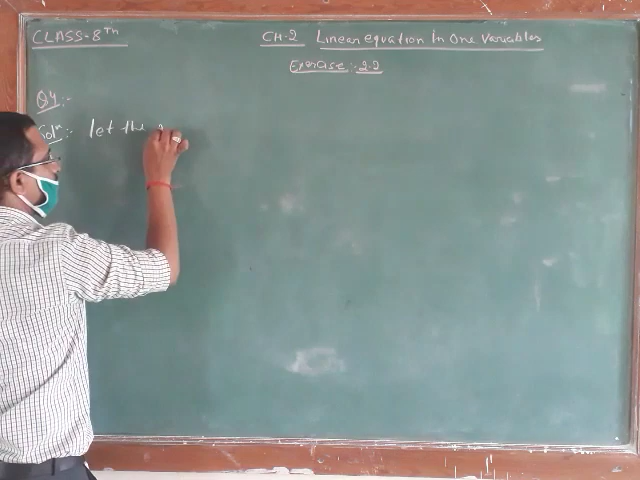 CLASS-8TH
CH-2 Linear equation In One Variables
Exercise:-2.2
Q4:-
Solⁿ:- let the